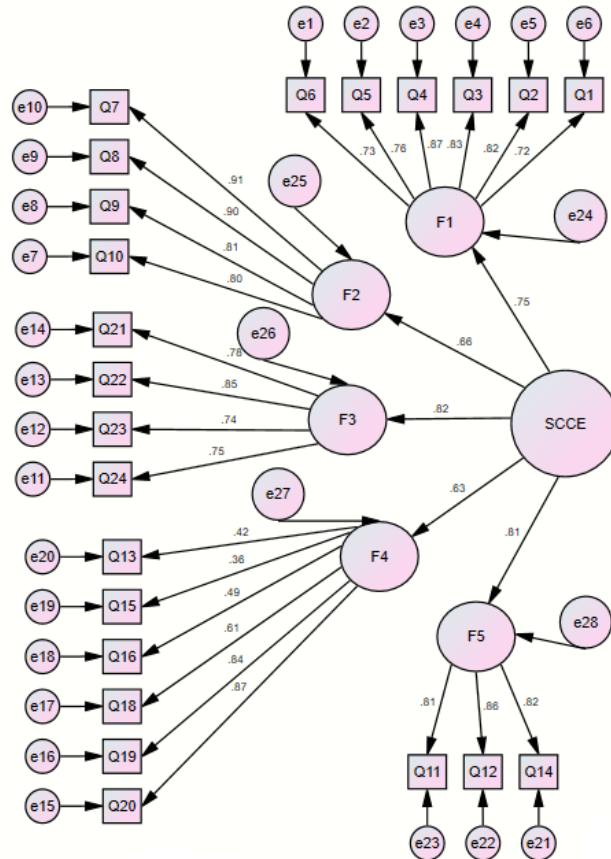 e1 e2 e3 e4 e5 e6
Q6 Q5 Q4 Q3 Q2 Q1
.73 .76 .87 .83 .82 .72
F1
e24
.75
e10 Q7
e9 Q8
e8 Q9
e7 Q10
.91
.90
.81
.80
e25
F2
.66
e14 Q21
e13 Q22
e12 Q23
e11 Q24
.78
.85
.74
.75
e26
F3
.82
SCCE
e20 Q13
e19 Q15
e18 Q16
e17 Q18
e16 Q19
e15 Q20
.42
.36
.49
.61
.84
.87
e27
F4
.63
.81
F5
e28
.81 .86 .82
Q11 Q12 Q14
e23 e22 e21